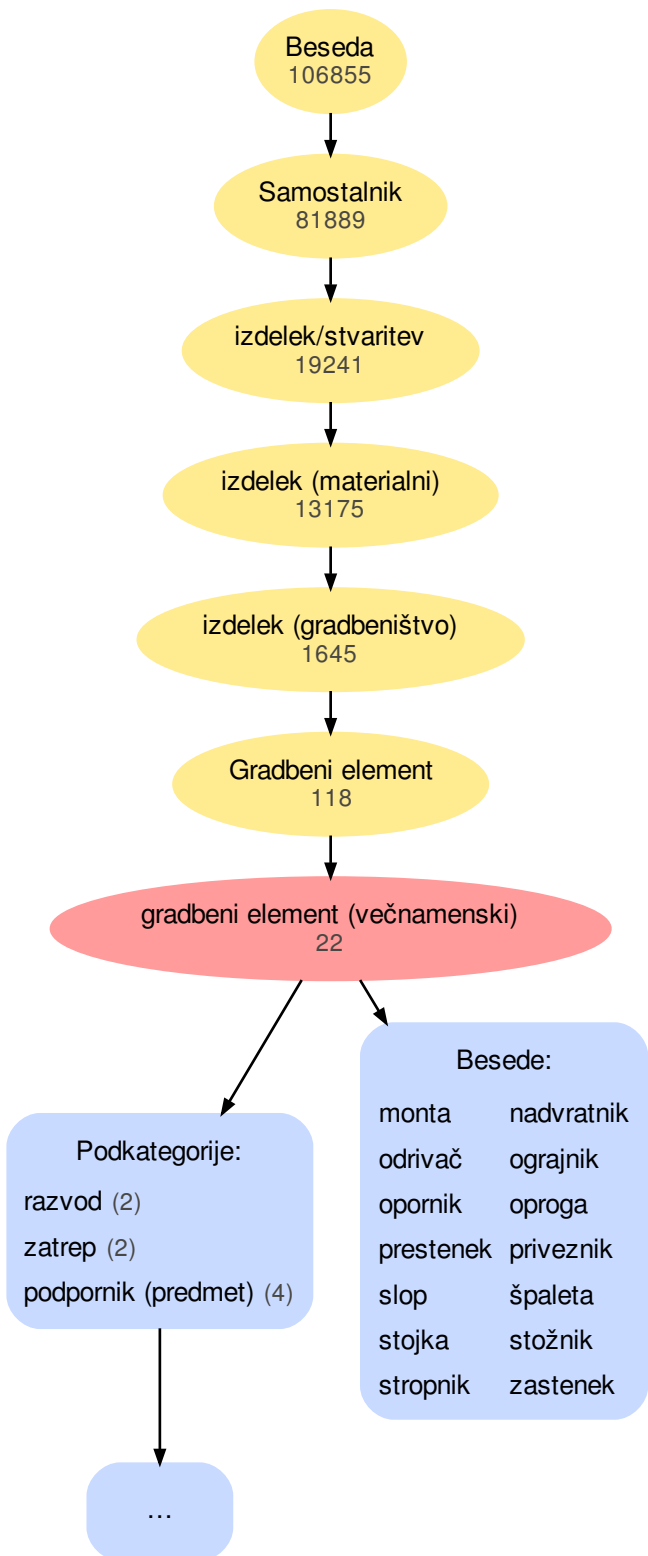 Beseda
106855
Samostalnik
81889
izdelek/stvaritev
19241
izdelek (materialni)
13175
izdelek (gradbeništvo)
1645
Gradbeni element
118
gradbeni element (večnamenski)
22
Podkategorije:
razvod (2)
zatrep (2)
podpornik (predmet) (4)
...
Besede:
monta nadvratnik
odrivač ograjnik
opornik oproga
prestenek priveznik
slop špaleta
stojka stožnik
stropnik zastenek